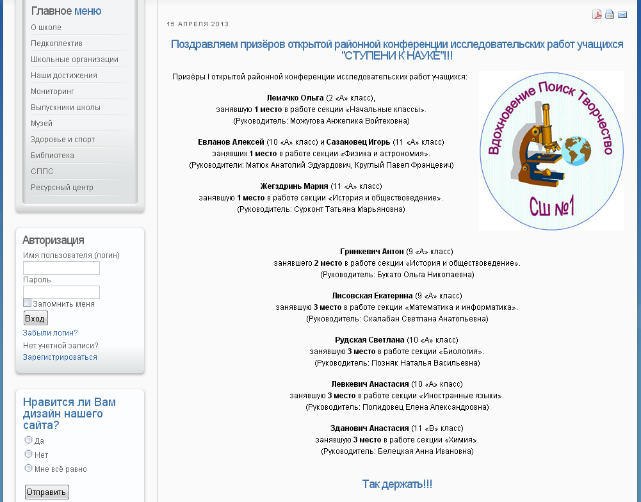 Главное меню
О школе
Педколлектив
Школьные организации
Наши достижения
Мониторинг
Выпускники школы
Музей
Здоровье и спорт
Библиотека
СППС
Ресурсный центр
Авторизация
Имя пользователя (логин)
Пароль
Запомнить меня
Вход
Забыли логин?
Нет учетной записи?
Зарегистрироваться
Нравится ли Вам
дизайн нашего
сайта?
Да
Нет
Мне всё равно
Отправить
15 АПРЕЛЯ 2013
Поздравляем призёров открытой районной конференции исследовательских работ учащихся
"СТУПЕНИ К НАУКЕ"!!!
Призёры I открытой районной конференции исследовательских работ учащихся:
Лемачко Ольга (2 «А» класс),
занявшую 1 место в работе секции «Начальные классы».
(Руководитель: Можугова Анжелика Войтеховна)
Евланов Алексей (10 «А» класс) и Сазановец Игорь (11 «А» класс)
занявших 1 место в работе секции «Физика и астрономия».
(Руководители: Матюк Анатолий Эдуардович, Круглый Павел Францевич)
Жегздринь Мария (11 «А» класс)
занявшую 1 место в работе секции «История и обществоведение».
(Руководитель: Сурконт Татьяна Марьяновна)
Вдохновение Поиск Творчество
Сш №1
Гринкевич Антон (9 «А» класс)
занявшего 2 место в работе секции «История и обществоведение».
(Руководитель: Букато Ольга Николаевна)
Лисовская Екатерина (9 «А» класс)
занявшую 3 место в работе секции «Математика и информатика».
(Руководитель: Скалабан Светлана Анатольевна)
Рудская Светлана (10 «А» класс)
занявшую 3 место в работе секции «Биология».
(Руководитель: Позняк Наталья Васильевна)
Левкевич Анастасия (10 «А» класс)
занявшую 3 место в работе секции «Иностранные языки».
(Руководитель: Полидовец Елена Александровна)
Зданович Анастасия (11 «В» класс)
занявшую 3 место в работе секции «Химия».
(Руководитель: Белецкая Анна Ивановна)
Так держать!!!